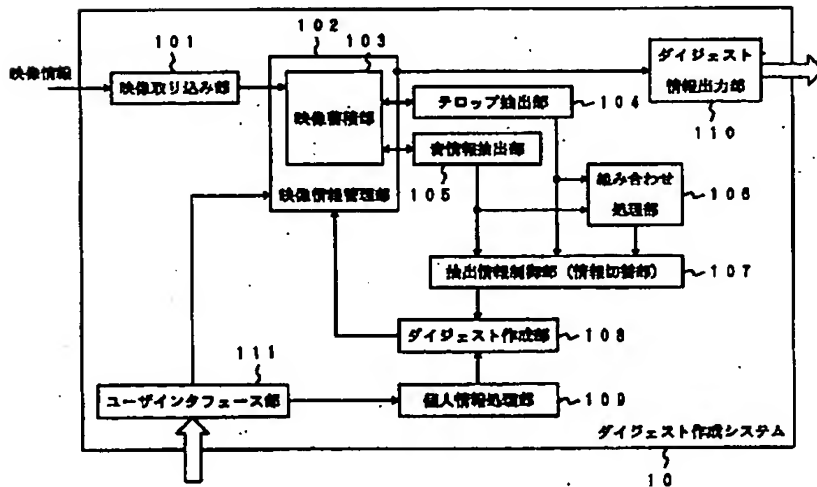 101
102
103
映像情報
映像取り込み部
映像蓄積部
映像情報管理部
テロップ抽出部
104
音情報抽出部
105
ダイジェスト
情報出力部
110
組み合わせ
処理部
106
抽出情報制御部（情報切替部）
107
ダイジェスト作成部
108
111
ユーザインタフェース部
個人情報処理部
109
ダイジェスト作成システム
10